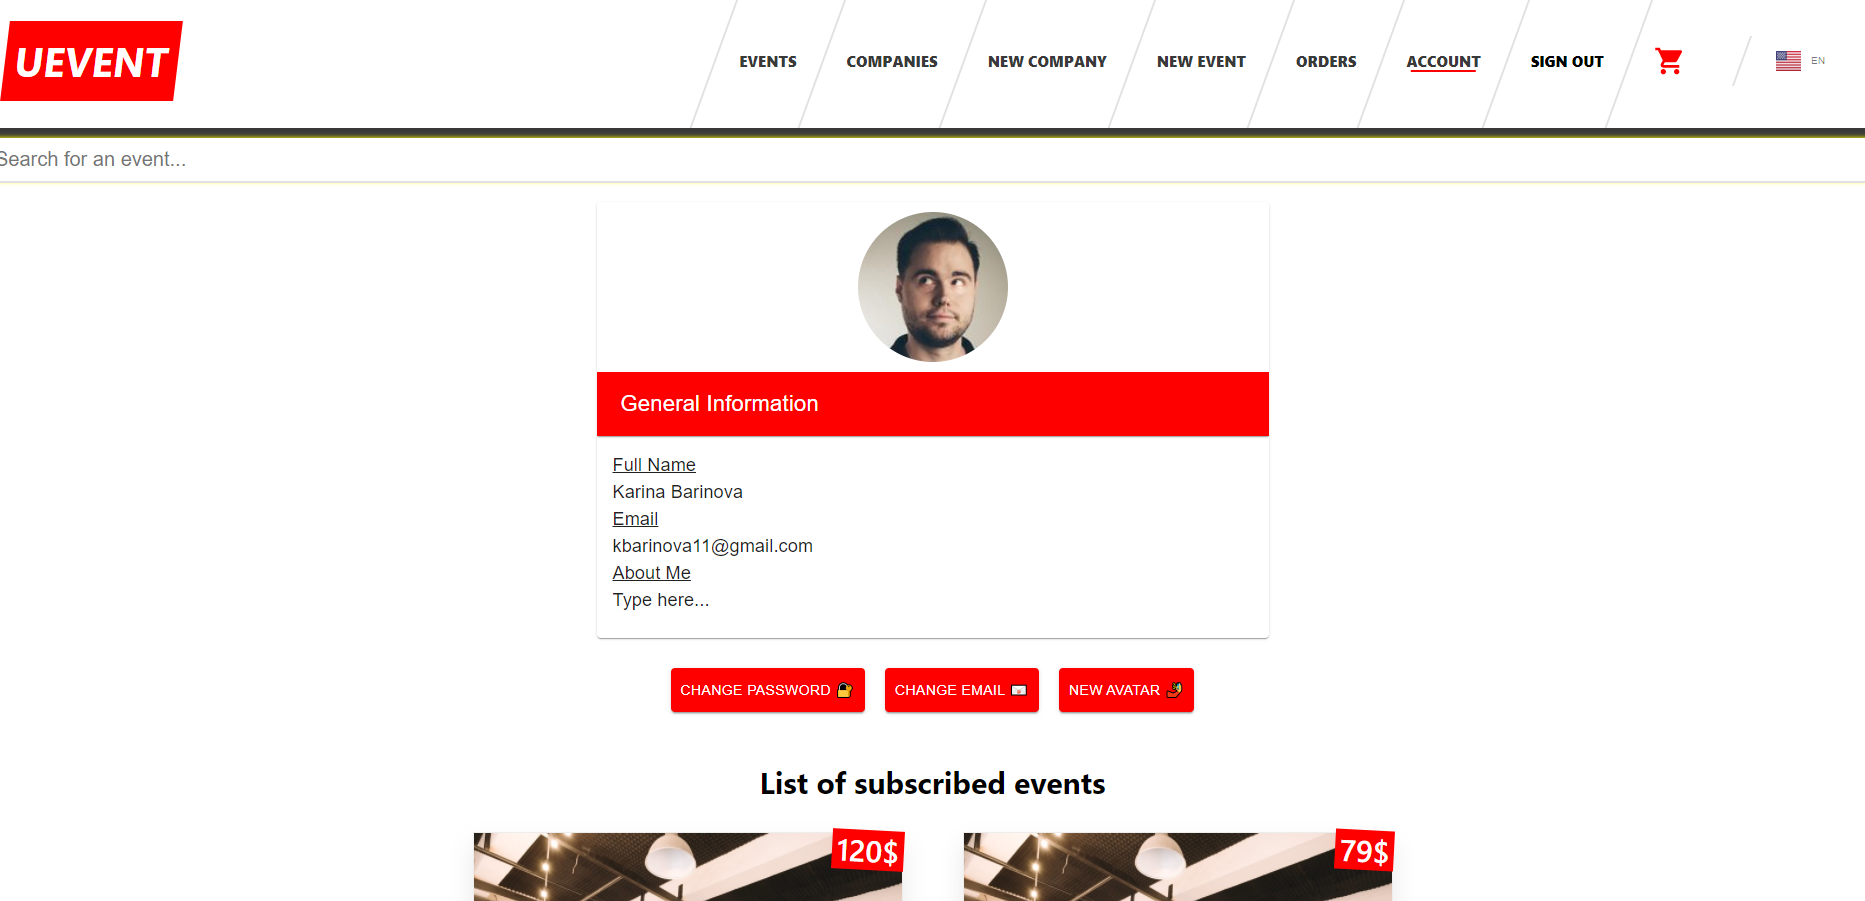 UEVENT
EVENTS
COMPANIES
NEW COMPANY
NEW EVENT
ORDERS
ACCOUNT
SIGN OUT
EN
Search for an event...
General Information
Full Name
Karina Barinova
Email
kbarinova11@gmail.com
About Me
Type here...
CHANGE PASSWORD
CHANGE EMAIL
NEW AVATAR
List of subscribed events
120$
79$